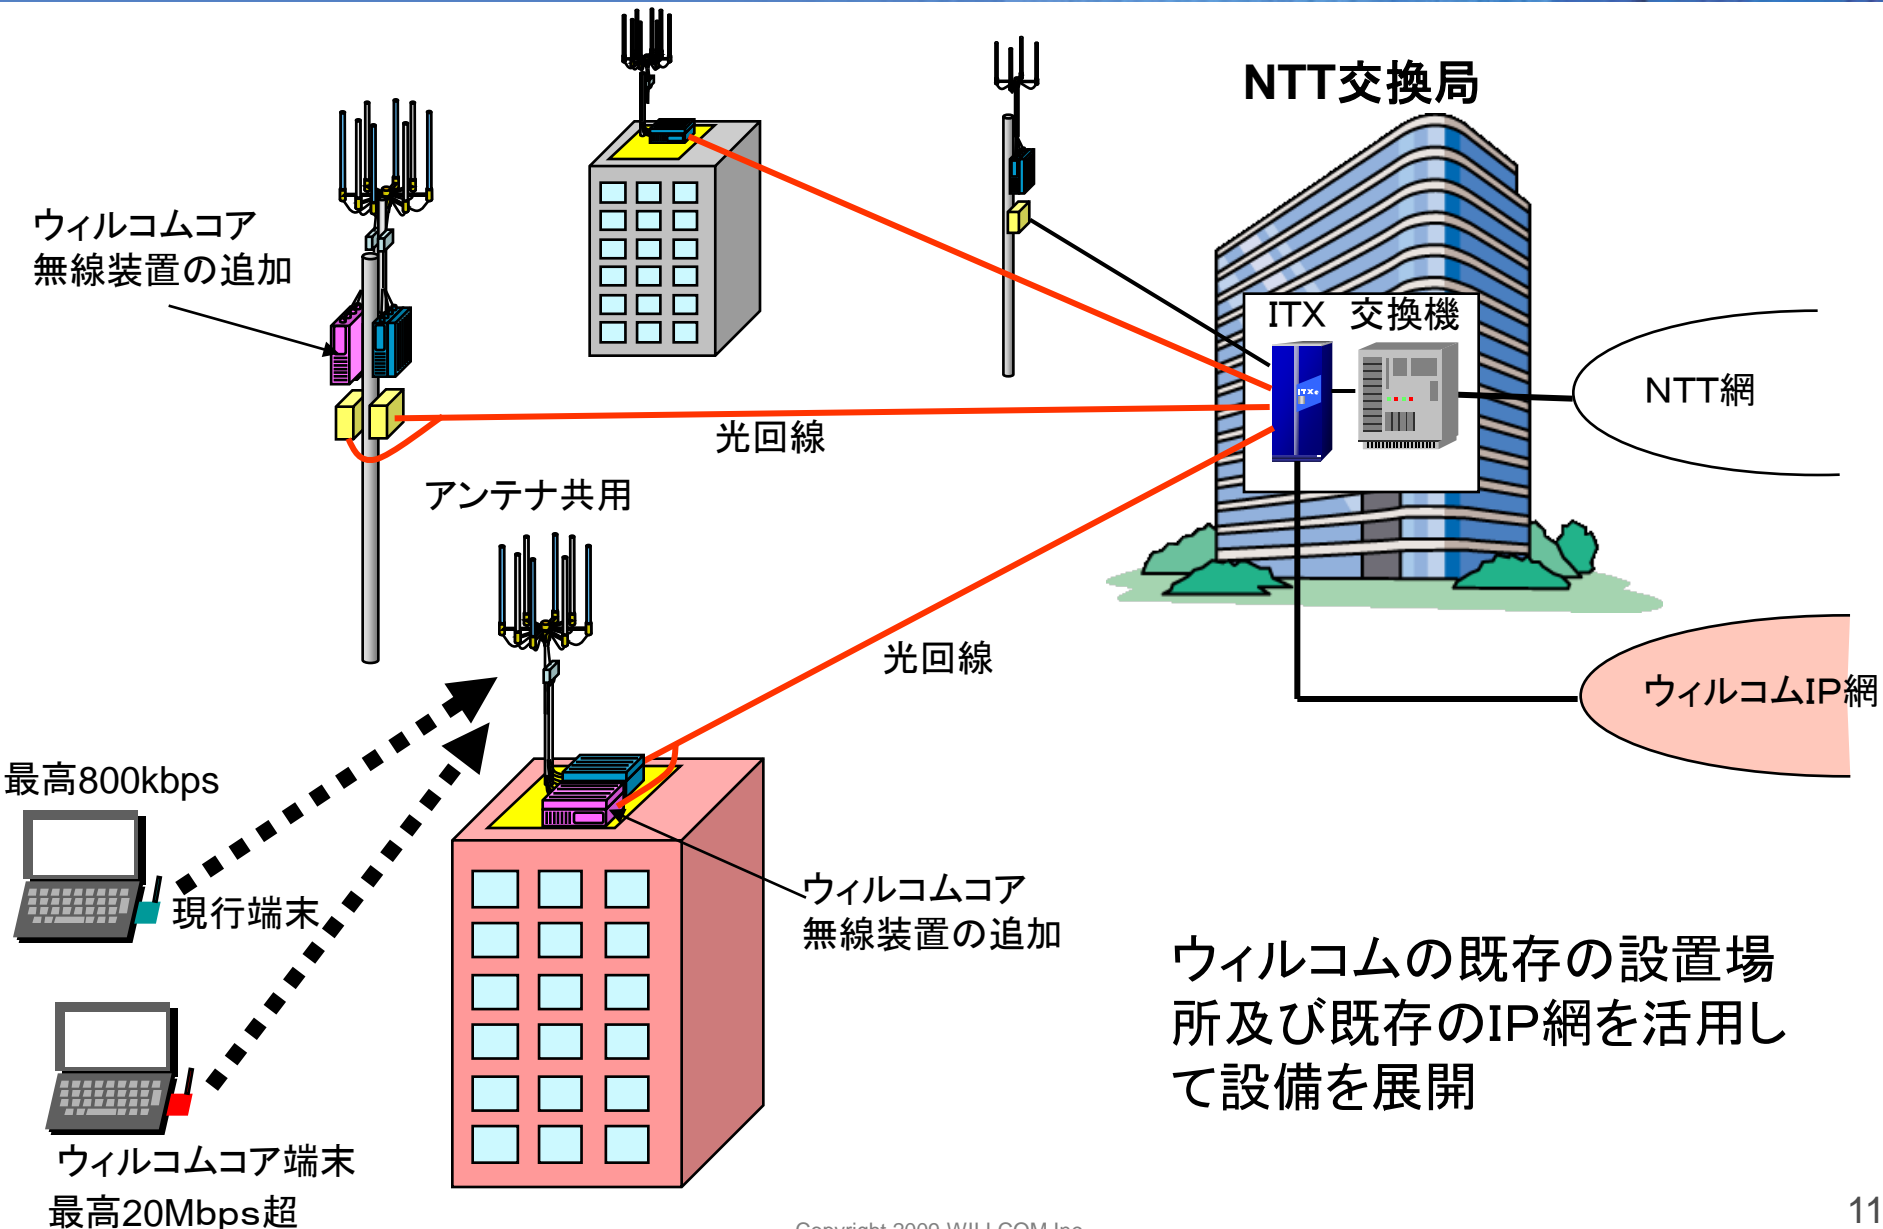 NTT交換局
ウィルコムコア
無線装置の追加
ITX 交換機
ITXe
NTT網
光回線
アンテナ共用
光回線
ウィルコムIP網
最高800kbps
現行端末
ウィルコムコア
無線装置の追加
ウィルコムの既存の設置場
所及び既存のIP網を活用し
て設備を展開
ウィルコムコア端末
最高20Mbps超
Copyright 2009 WILLCOM Inc
11